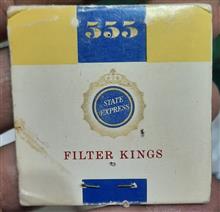 555
STATE
EXPRESS
FILTER KINGS